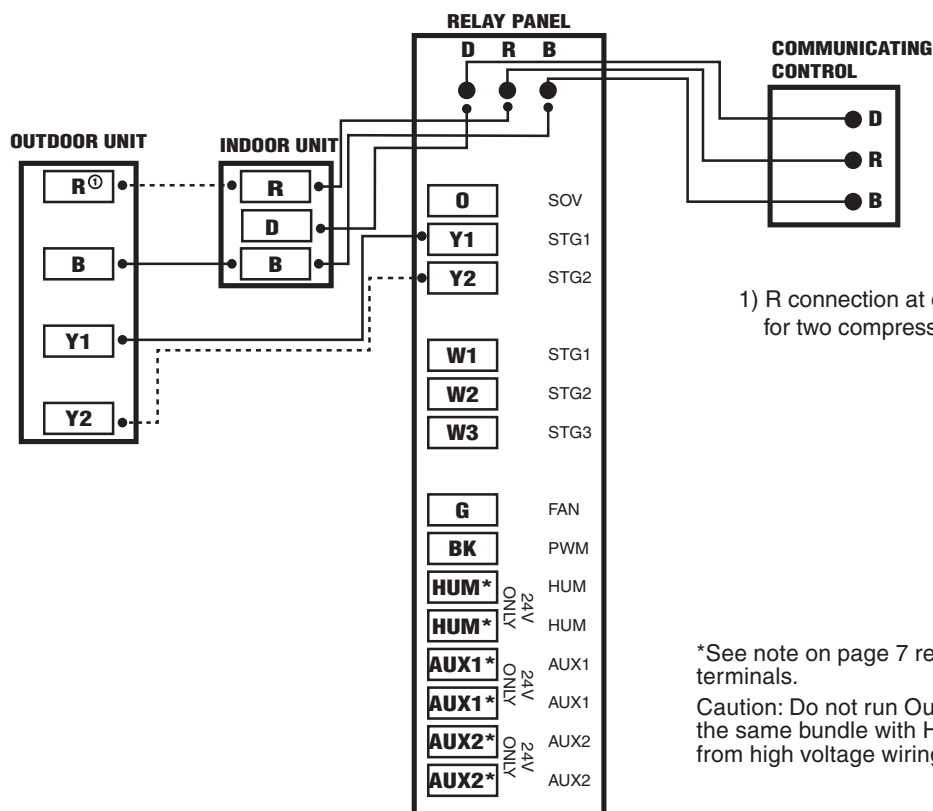 RELAY PANEL
D R B
COMMUNICATING
CONTROL
D
R
B
OUTDOOR UNIT
R①
B
Y1
Y2
INDOOR UNIT
R
D
B
O SOV
Y1 STG1
Y2 STG2
W1 STG1
W2 STG2
W3 STG3
G FAN
BK PWM
HUM* HUM
24V
ONLY
HUM* HUM
AUX1* AUX1
24V
ONLY
AUX1* AUX1
AUX2* AUX2
24V
ONLY
AUX2* AUX2
1) R connection at
for two
*See note on page 7
terminals.
Caution: Do not run
the same bundle with
from high voltage wiring